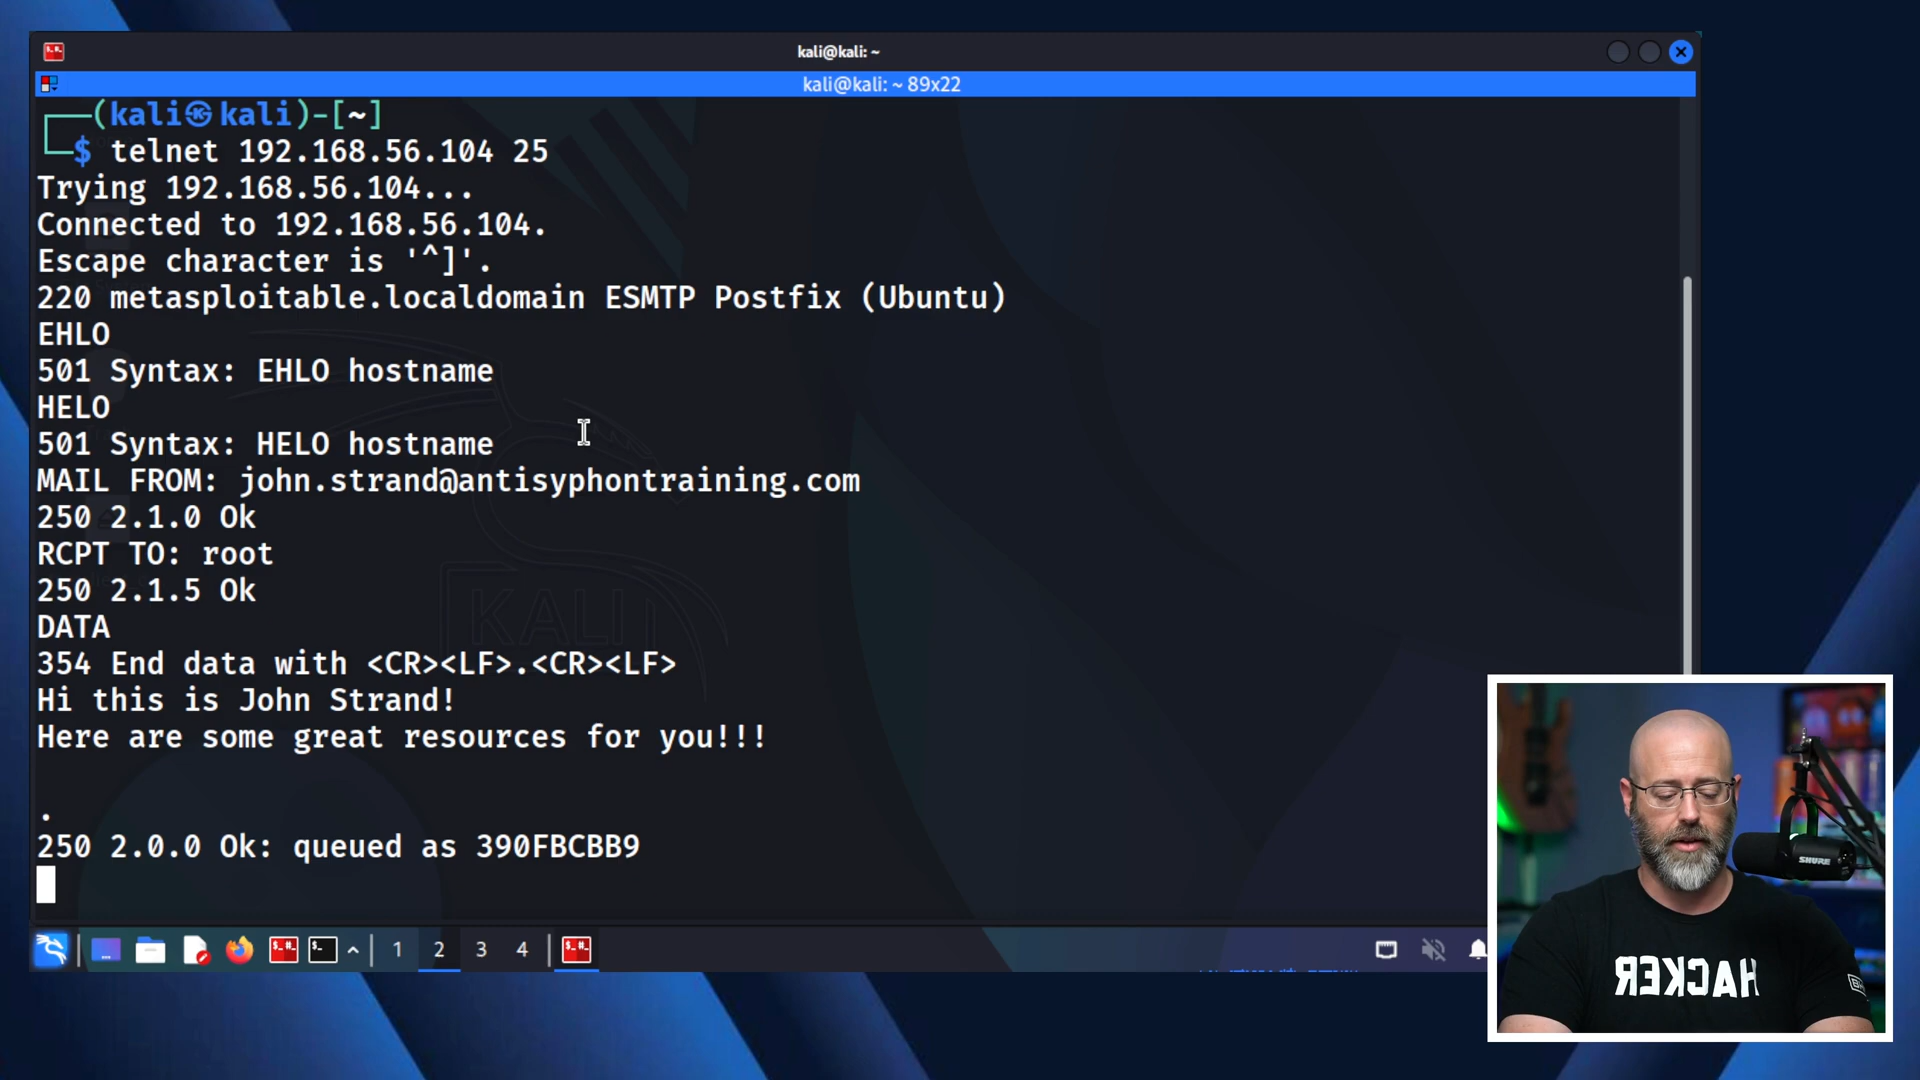 kali@kali: ~
kali@kali: ~ 89x22
(kali㉿kali)-[~]
$ telnet 192.168.56.104 25
Trying 192.168.56.104...
Connected to 192.168.56.104.
Escape character is '^]'.
220 metasploitable.localdomain ESMTP Postfix (Ubuntu)
EHLO
501 Syntax: EHLO hostname
HELO
501 Syntax: HELO hostname
MAIL FROM: john.strand@antisyphontraining.com
250 2.1.0 Ok
RCPT TO: root
250 2.1.5 Ok
DATA
354 End data with <CR><LF>.<CR><LF>
Hi this is John Strand!
Here are some great resources for you!!!
.
250 2.0.0 Ok: queued as 390FBCBB9
KALI
1 2 3 4
SHURE
HACKER